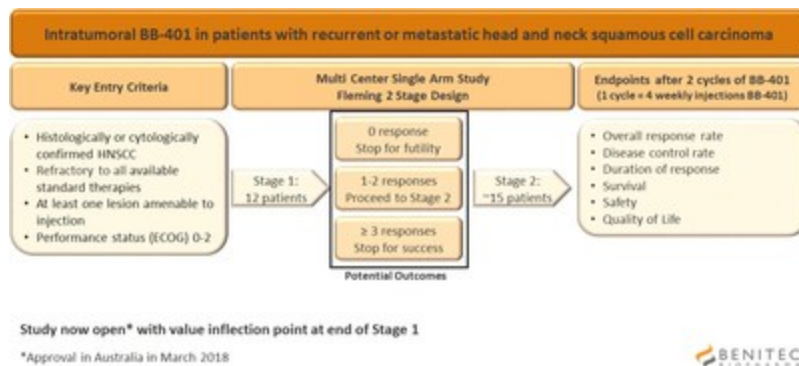 Intratumoral BB-401 in patients with recurrent or metastatic head and neck squamous cell carcinoma
Key Entry Criteria
Multi Center Single Arm Study
Fleming 2 Stage Design
Endpoints after 2 cycles of BB-401
(1 cycle = 4 weekly injections BB-401)
• Histologically or cytologically
confirmed HNSCC
• Refractory to all available
standard therapies
• At least one lesion amenable to
injection
• Performance status (ECOG) 0-2
Stage 1:
12 patients
0 response
Stop for futility
1-2 responses
Proceed to Stage 2
≥ 3 responses
Stop for success
Potential Outcomes
Stage 2:
~15 patients
• Overall response rate
• Disease control rate
• Duration of response
• Survival
• Safety
• Quality of Life
Study now open* with value inflection point at end of Stage 1
*Approval in Australia in March 2018
BENITEC